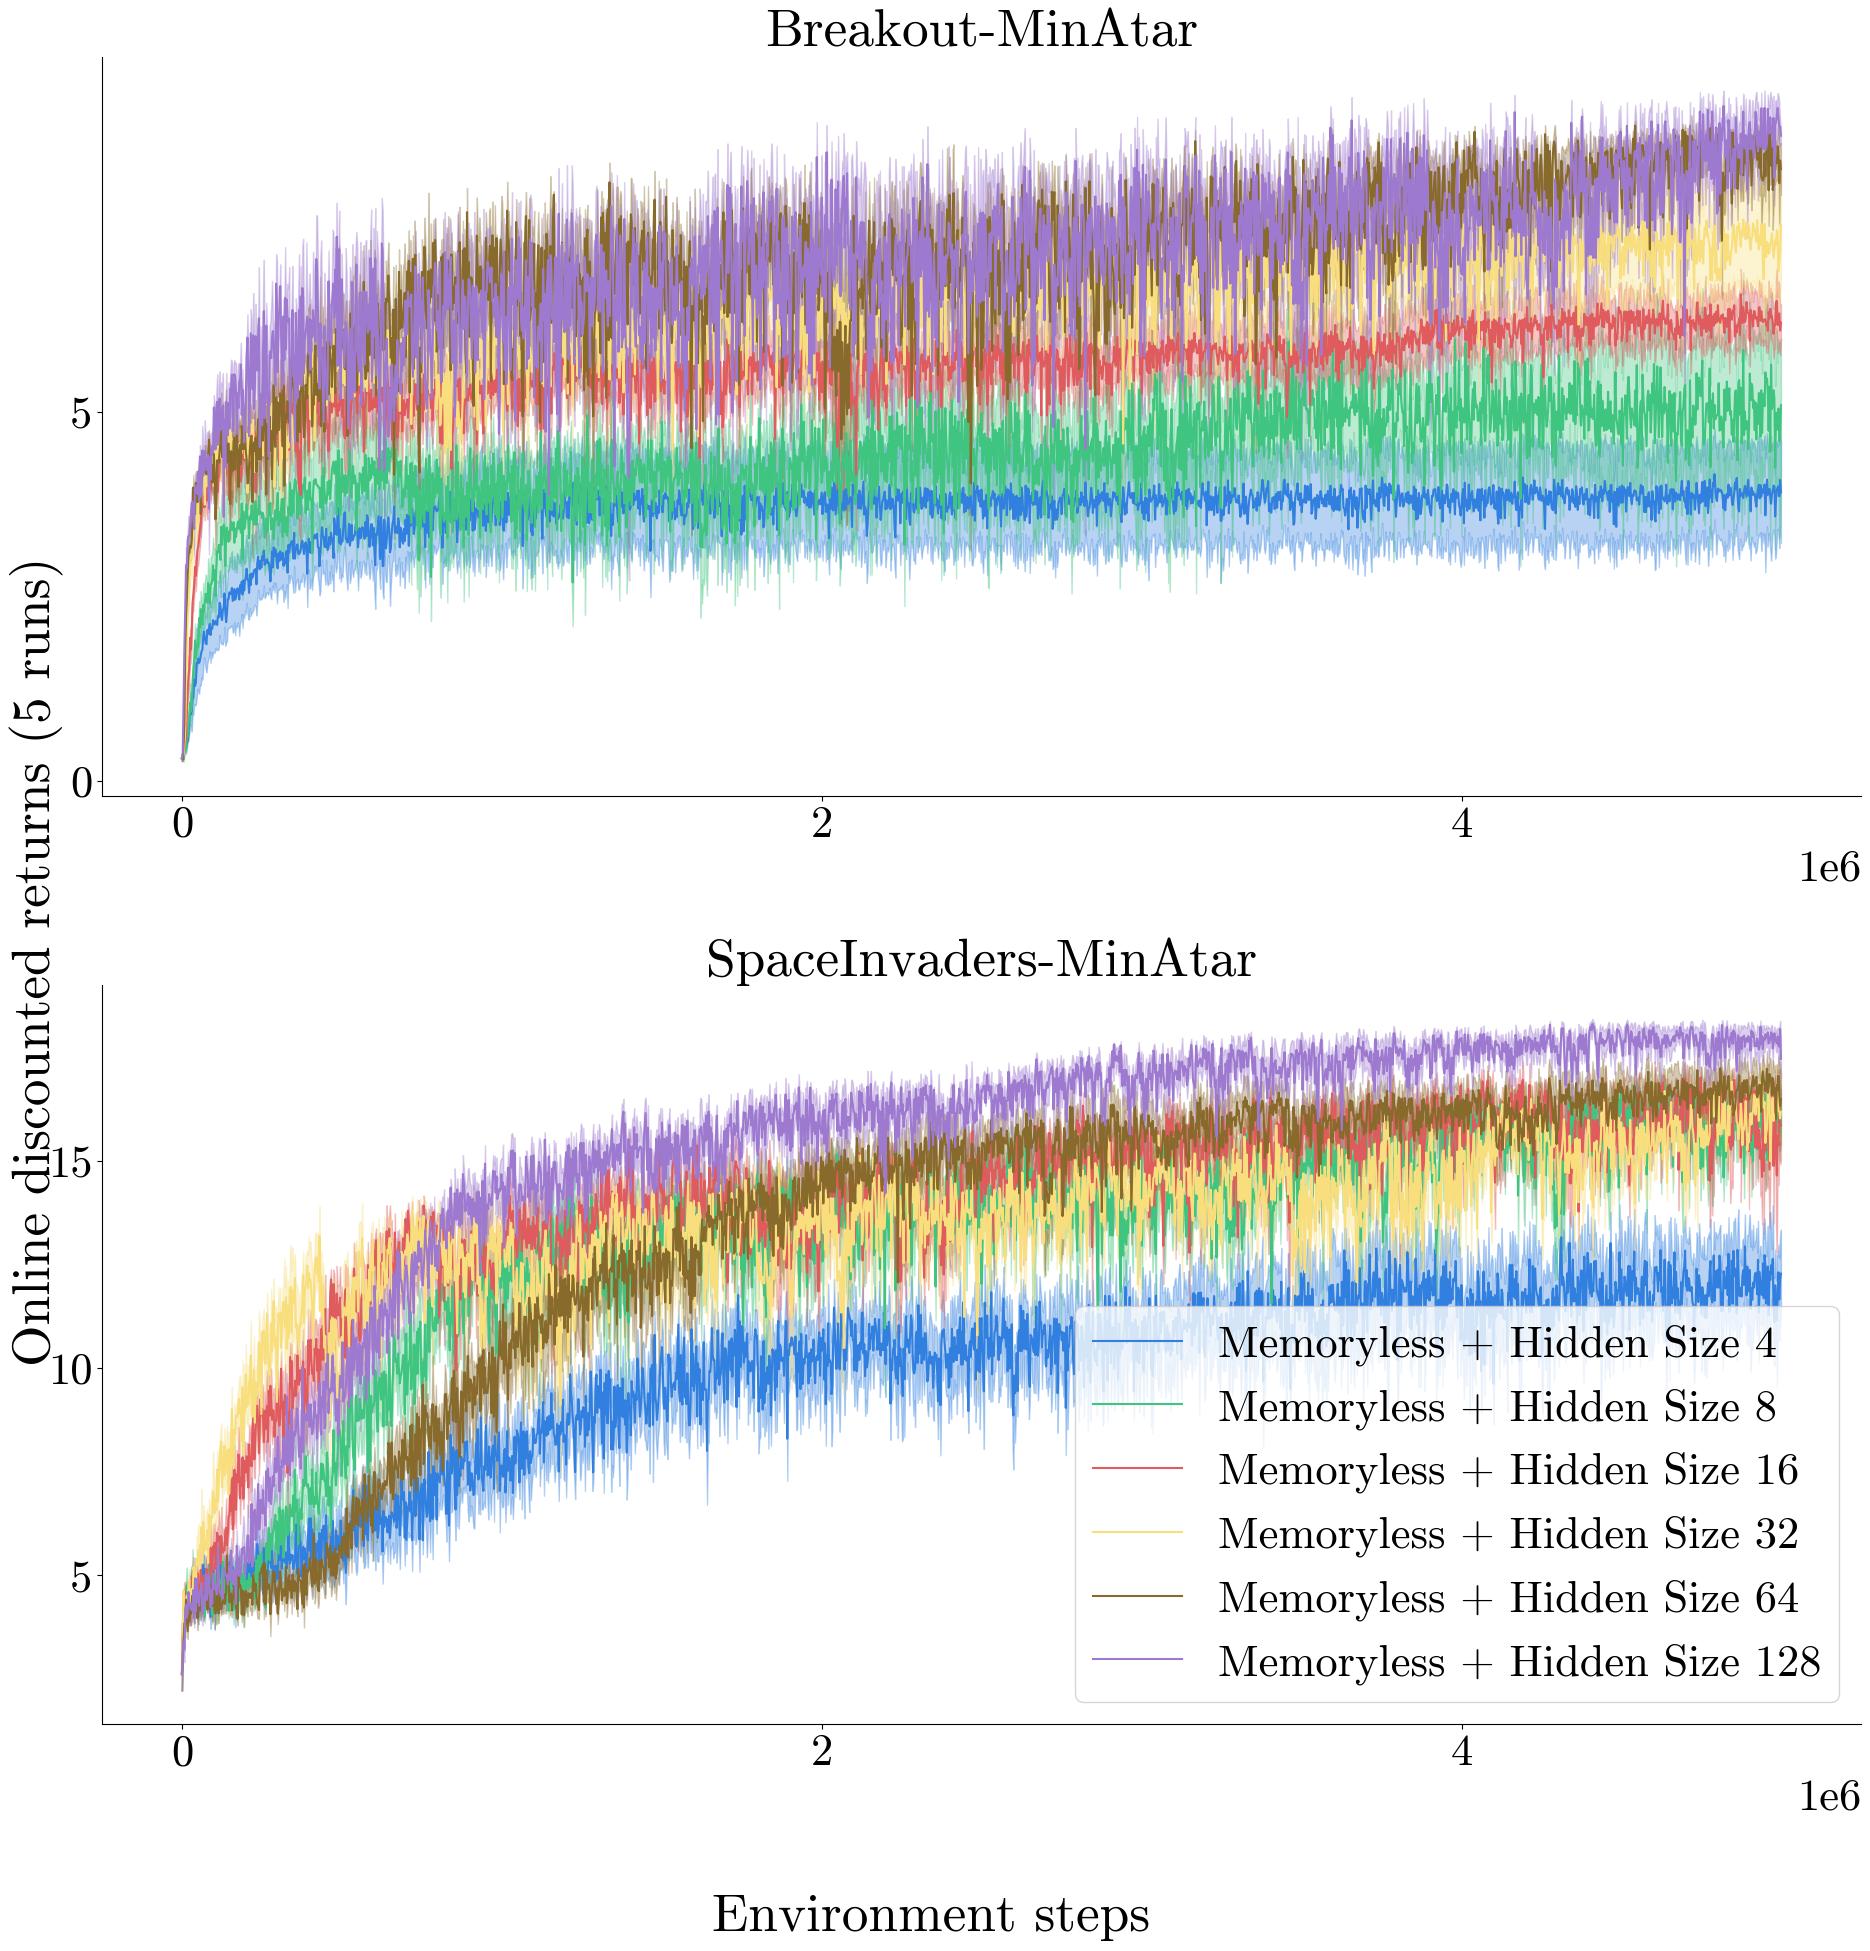 Breakout-MinAtar
5
0
0 2 4
1e6
Online discounted returns (5 runs)
SpaceInvaders-MinAtar
15
10
5
Memoryless + Hidden Size 4
Memoryless + Hidden Size 8
Memoryless + Hidden Size 16
Memoryless + Hidden Size 32
Memoryless + Hidden Size 64
Memoryless + Hidden Size 128
0 2 4
1e6
Environment steps